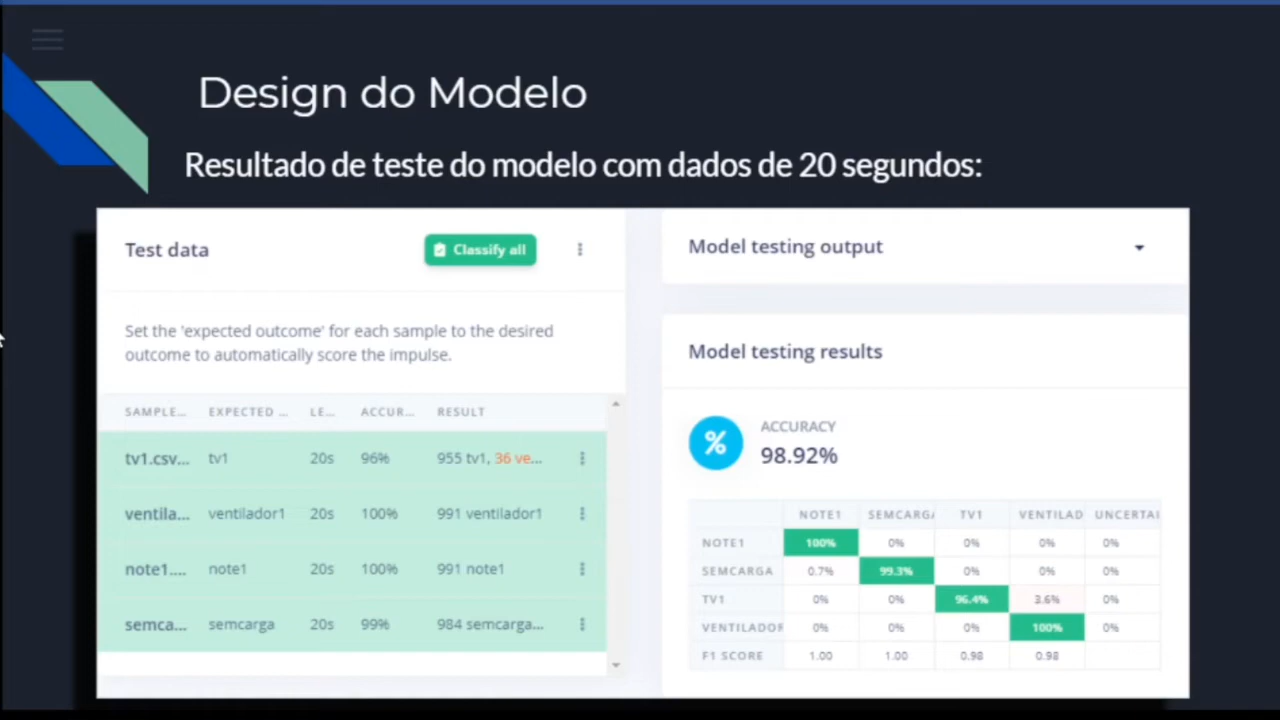 Design do Modelo
Resultado de teste do modelo com dados de 20 segundos:
Test data
Classify all
Set the 'expected outcome' for each sample to the desired
outcome to automatically score the impulse.
SAMPLE... EXPECTED ... LE... ACCUR... RESULT
tv1.csv... tv1 20s 96% 955 tv1, 36 ve...
ventila... ventilador1 20s 100% 991 ventilador1
note1.... note1 20s 100% 991 note1
semca... semcarga 20s 99% 984 semcarga...
Model testing output
Model testing results
%
ACCURACY
98.92%
NOTE1 SEMCARGA TV1 VENTILAD UNCERTAI
NOTE1 100% 0% 0% 0% 0%
SEMCARGA 0.7% 99.3% 0% 0% 0%
TV1 0% 0% 96.4% 3.6% 0%
VENTILADOR 0% 0% 0% 100% 0%
F1 SCORE 1.00 1.00 0.98 0.98